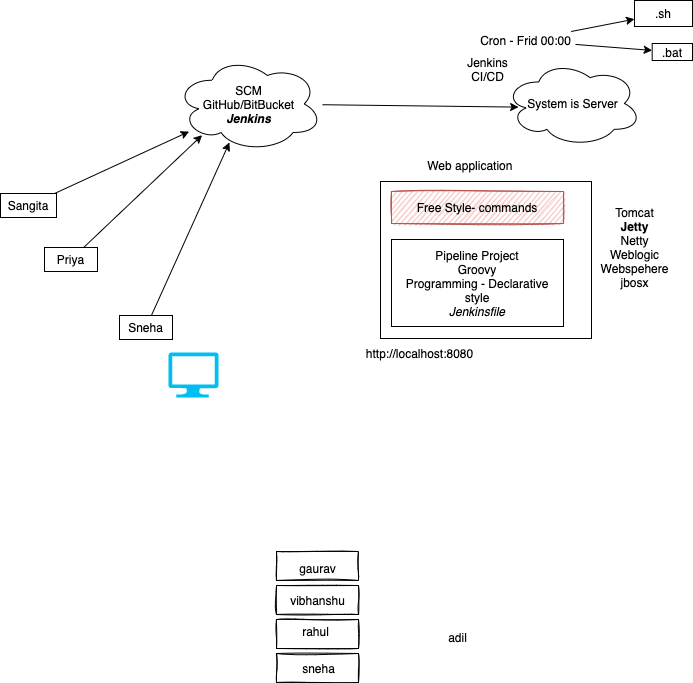 .sh
Cron - Frid 00:00
.bat
Jenkins
CI/CD
SCM
GitHub/BitBucket
Jenkins
System is Server
Web application
Sangita
Free Style- commands
Priya
Pipeline Project
Groovy
Programming - Declarative
style
Jenkinsfile
Tomcat
Jetty
Netty
Weblogic
Webspehere
jbosx
Sneha
http://localhost:8080
gaurav
vibhanshu
rahul
adil
sneha